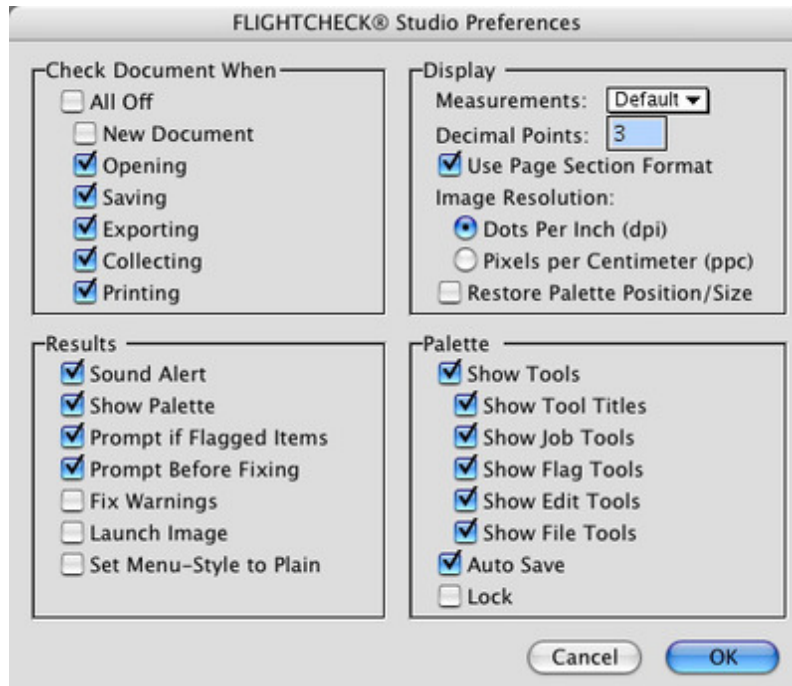 FLIGHTCHECK® Studio Preferences
Check Document When
All Off
New Document
Opening
Saving
Exporting
Collecting
Printing
Display
Measurements: Default
Decimal Points: 3
Use Page Section Format
Image Resolution:
Dots Per Inch (dpi)
Pixels per Centimeter (ppc)
Restore Palette Position/Size
Results
Sound Alert
Show Palette
Prompt if Flagged Items
Prompt Before Fixing
Fix Warnings
Launch Image
Set Menu-Style to Plain
Palette
Show Tools
Show Tool Titles
Show Job Tools
Show Flag Tools
Show Edit Tools
Show File Tools
Auto Save
Lock
Cancel
OK